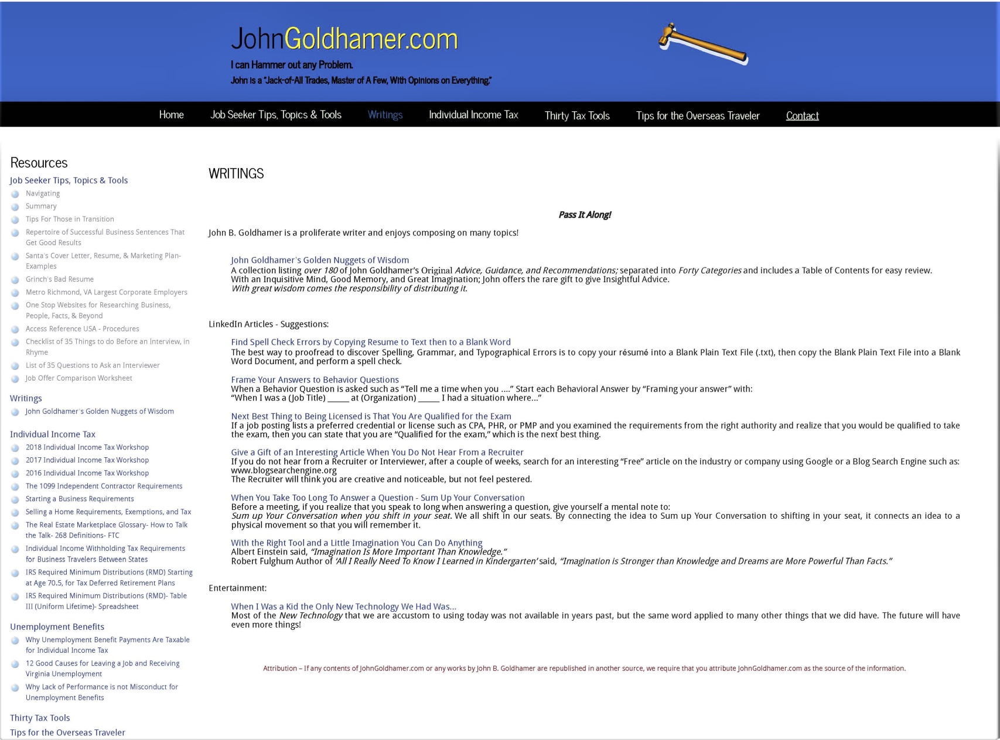 JohnGoldhamer.com
I can Hammer out any Problem.
John is a "Jack-of-All Trades, Master of A Few, With Opinions on Everything."
Home Job Seeker Tips, Topics & Tools Writings Individual Income Tax Thirty Tax Tools Tips for the Overseas Traveler Contact
Resources
Job Seeker Tips, Topics & Tools
Navigating
Summary
Tips For Those in Transition
Repertoire of Successful Business Sentences That
Get Good Results
Santa's Cover Letter, Resume, & Marketing Plan-
Examples
Grinch's Bad Resume
Metro Richmond, VA Largest Corporate Employers
One Stop Websites for Researching Business,
People, Facts, & Beyond
Access Reference USA - Procedures
Checklist of 35 Things to do Before an Interview, in
Rhyme
List of 35 Questions to Ask an Interviewer
Job Offer Comparison Worksheet
Writings
John Goldhamer's Golden Nuggets of Wisdom
Individual Income Tax
2018 Individual Income Tax Workshop
2017 Individual Income Tax Workshop
2016 Individual Income Tax Workshop
The 1099 Independent Contractor Requirements
Starting a Business Requirements
Selling a Home Requirements, Exemptions, and Tax
The Real Estate Marketplace Glossary- How to Talk
the Talk- 268 Definitions- FTC
Individual Income Withholding Tax Requirements
for Business Travelers Between States
IRS Required Minimum Distributions (RMD) Starting
at Age 70.5, for Tax Deferred Retirement Plans
IRS Required Minimum Distributions (RMD)- Table
III (Uniform Lifetime)- Spreadsheet
Unemployment Benefits
Why Unemployment Benefit Payments Are Taxable
for Individual Income Tax
12 Good Causes for Leaving a Job and Receiving
Virginia Unemployment
Why Lack of Performance is not Misconduct for
Unemployment Benefits
Thirty Tax Tools
Tips for the Overseas Traveler
WRITINGS
Pass It Along!
John B. Goldhamer is a proliferate writer and enjoys composing on many topics!
John Goldhamer's Golden Nuggets of Wisdom
A collection listing over 180 of John Goldhamer's Original Advice, Guidance, and Recommendations; separated into Forty Categories and includes a Table of Contents for easy review.
With an Inquisitive Mind, Good Memory, and Great Imagination; John offers the rare gift to give Insightful Advice.
With great wisdom comes the responsibility of distributing it.
LinkedIn Articles - Suggestions:
Find Spell Check Errors by Copying Resume to Text then to a Blank Word
The best way to proofread to discover Spelling, Grammar, and Typographical Errors is to copy your résumé into a Blank Plain Text File (.txt), then copy the Blank Plain Text File into a Blank
Word Document, and perform a spell check.
Frame Your Answers to Behavior Questions
When a Behavior Question is asked such as “Tell me a time when you ....” Start each Behavioral Answer by “Framing your answer” with:
“When I was a (Job Title) _____ at (Organization) _____ I had a situation where...”
Next Best Thing to Being Licensed is That You Are Qualified for the Exam
If a job posting lists a preferred credential or license such as CPA, PHR, or PMP and you examined the requirements from the right authority and realize that you would be qualified to take
the exam, then you can state that you are “Qualified for the exam,” which is the next best thing.
Give a Gift of an Interesting Article When You Do Not Hear From a Recruiter
If you do not hear from a Recruiter or Interviewer, after a couple of weeks, search for an interesting “Free” article on the industry or company using Google or a Blog Search Engine such as:
www.blogsearchengine.org
The Recruiter will think you are creative and noticeable, but not feel pestered.
When You Take Too Long To Answer a Question - Sum Up Your Conversation
Before a meeting, if you realize that you speak to long when answering a question, give yourself a mental note to:
Sum up Your Conversation when you shift in your seat. We all shift in our seats. By connecting the idea to Sum up Your Conversation to shifting in your seat, it connects an idea to a
physical movement so that you will remember it.
With the Right Tool and a Little Imagination You Can Do Anything
Albert Einstein said, “Imagination Is More Important Than Knowledge.”
Robert Fulghum Author of ‘All I Really Need To Know I Learned in Kindergarten’ said, “Imagination is Stronger than Knowledge and Dreams are More Powerful Than Facts.”
Entertainment:
When I Was a Kid the Only New Technology We Had Was...
Most of the New Technology that we are accustom to using today was not available in years past, but the same word applied to many other things that we did have. The future will have
even more things!
Attribution – If any contents of JohnGoldhamer.com or any works by John B. Goldhamer are republished in another source, we require that you attribute JohnGoldhamer.com as the source of the information.